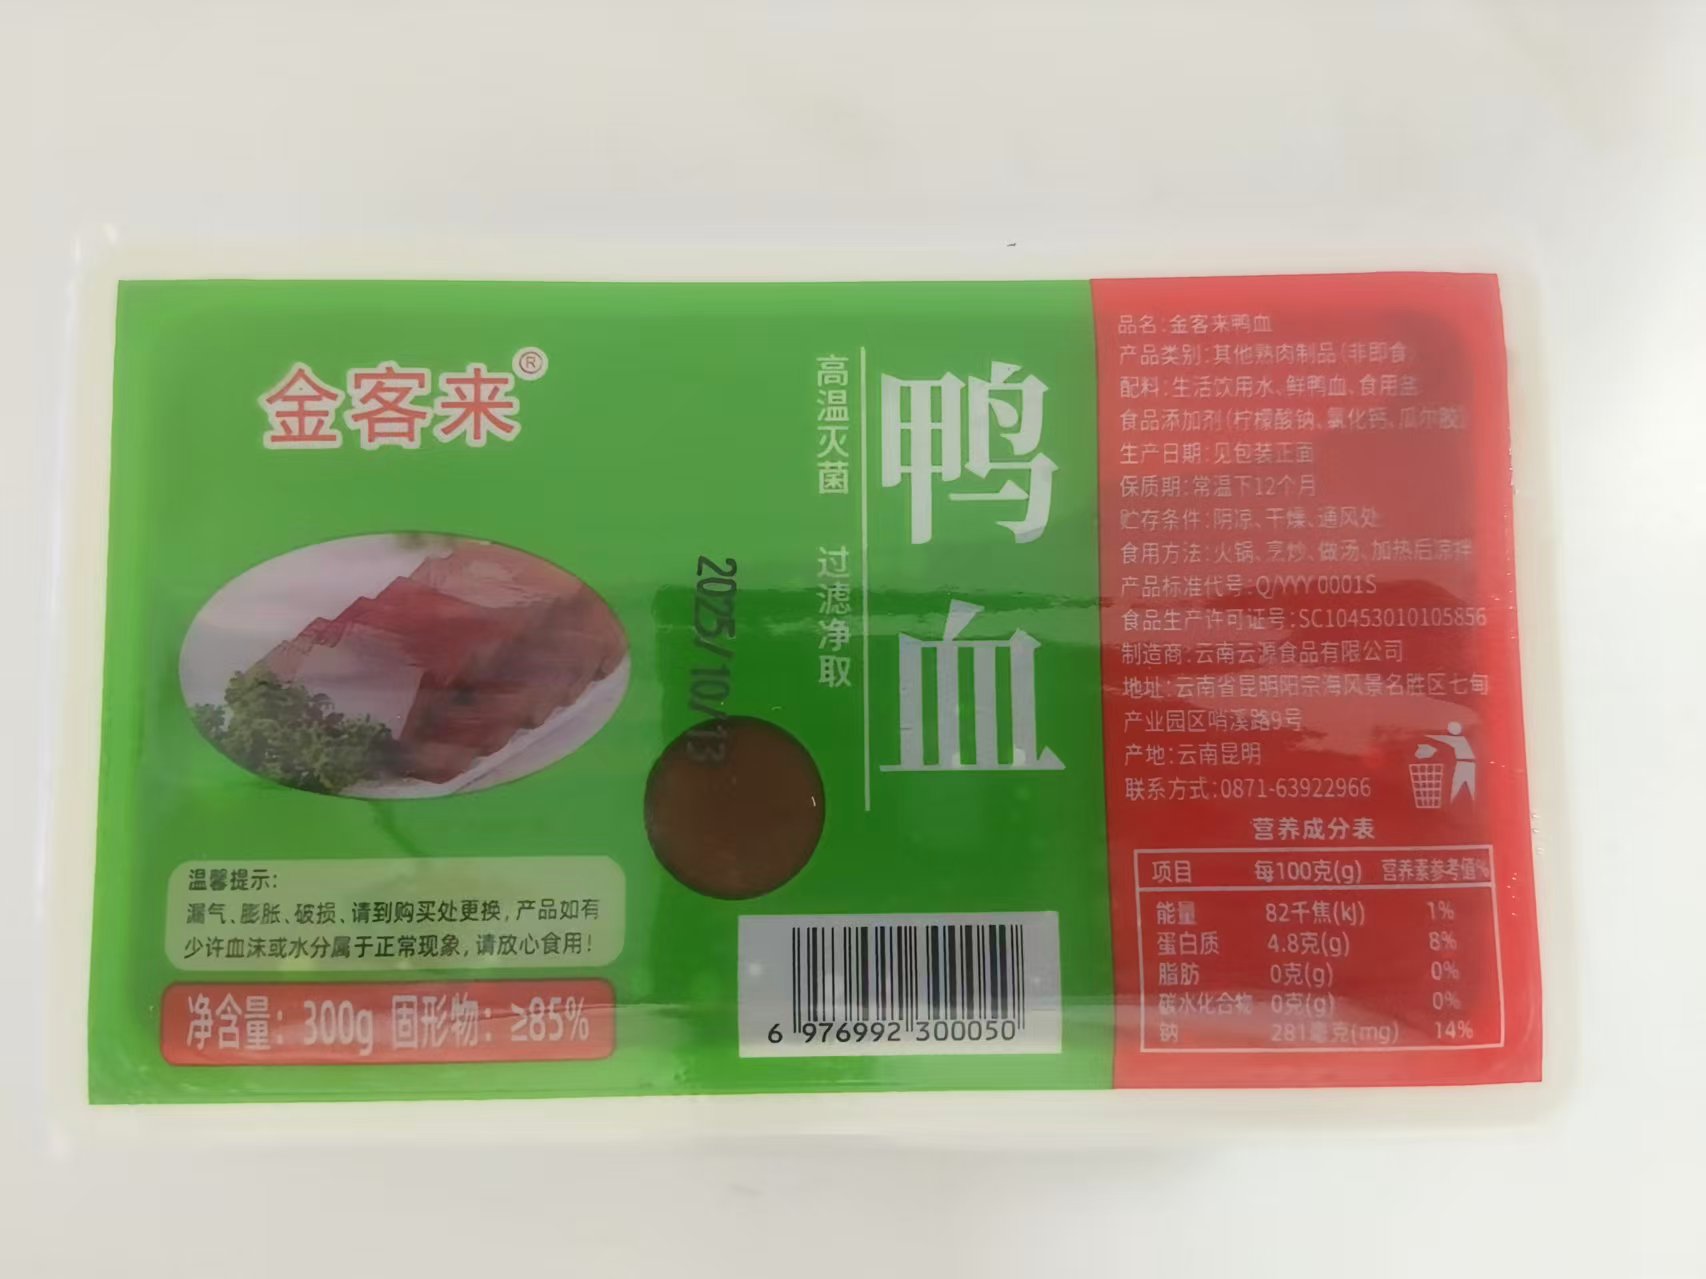 金客来®
高温灭菌 过滤净取
鸭血
2025/10/13
温馨提示:
漏气、膨胀、破损、请到购买处更换,产品如有
少许血沫或水分属于正常现象,请放心食用!
净含量: 300g 固形物: ≥85%
6 976992 300050
品名:金客来鸭血
产品类别:其他熟肉制品(非即食)
配料:生活饮用水、鲜鸭血、食用盐
食品添加剂(柠檬酸钠、氯化钙、瓜尔胶)
生产日期:见包装正面
保质期:常温下12个月
贮存条件:阴凉、干燥、通风处
食用方法:火锅、烹炒、做汤、加热后凉拌
产品标准代号:Q/YYY 0001S
食品生产许可证号:SC10453010105856
制造商:云南云源食品有限公司
地址:云南省昆明阳宗海风景名胜区七甸
产业园区哨溪路9号
产地:云南昆明
联系方式:0871-63922966
营养成分表
项目 每100克(g) 营养素参考值%
能量 82千焦(kJ) 1%
蛋白质 4.8克(g) 8%
脂肪 0克(g) 0%
碳水化合物 0克(g) 0%
钠 281毫克(mg) 14%